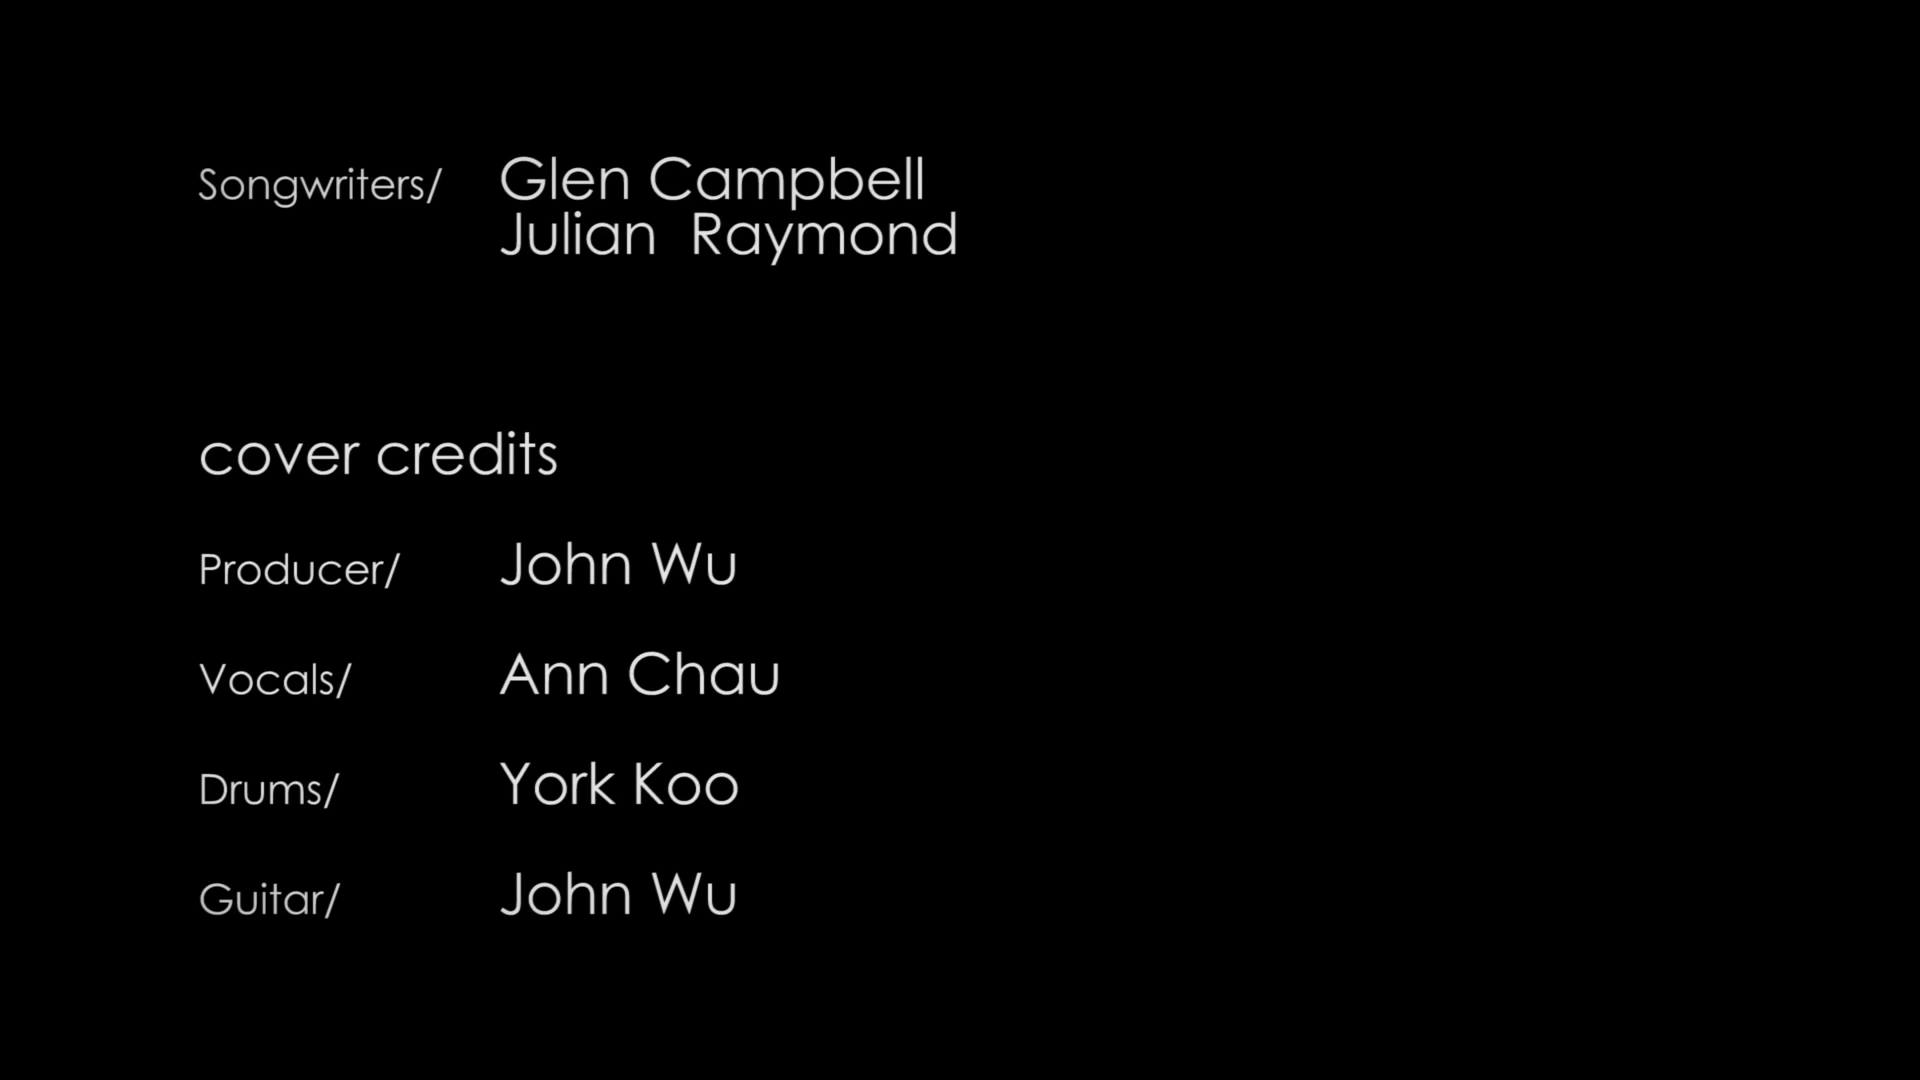 Songwriters/ Glen Campbell
Julian Raymond
cover credits
Producer/ John Wu
Vocals/ Ann Chau
Drums/ York Koo
Guitar/ John Wu